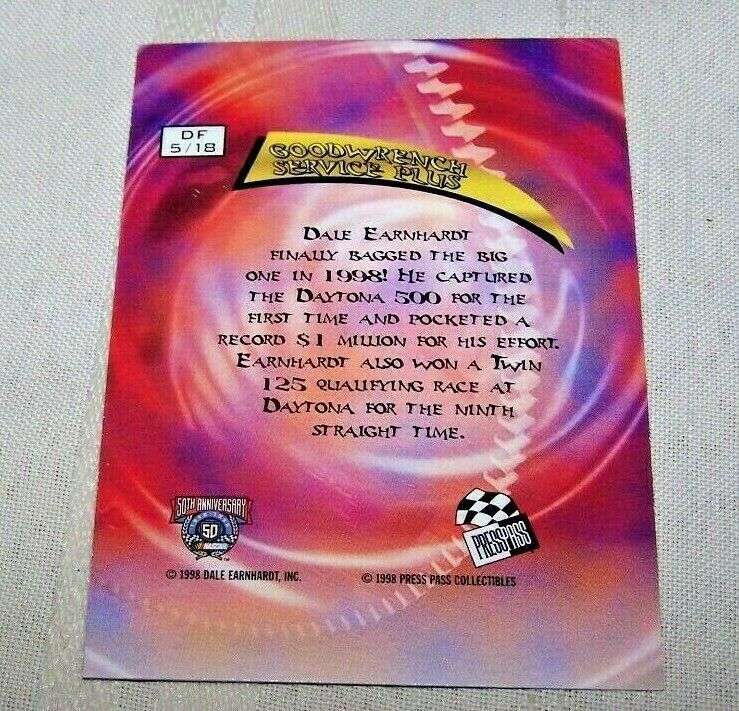 DF
5/18
GOODWRENCH
SERVICE PLUS
DALE EARNHARDT
FINALLY BAGGED THE BIG
ONE IN 1998! HE CAPTURED
THE DAYTONA 500 FOR THE
FIRST TIME AND POCKETED A
RECORD $1 MILLION FOR HIS EFFORT.
EARNHARDT ALSO WON A TWIN
125 QUALIFYING RACE AT
DAYTONA FOR THE NINTH
STRAIGHT TIME.
50TH ANNIVERSARY
50
NASCAR
PRESS PASS
© 1998 DALE EARNHARDT, INC.
© 1998 PRESS PASS COLLECTIBLES